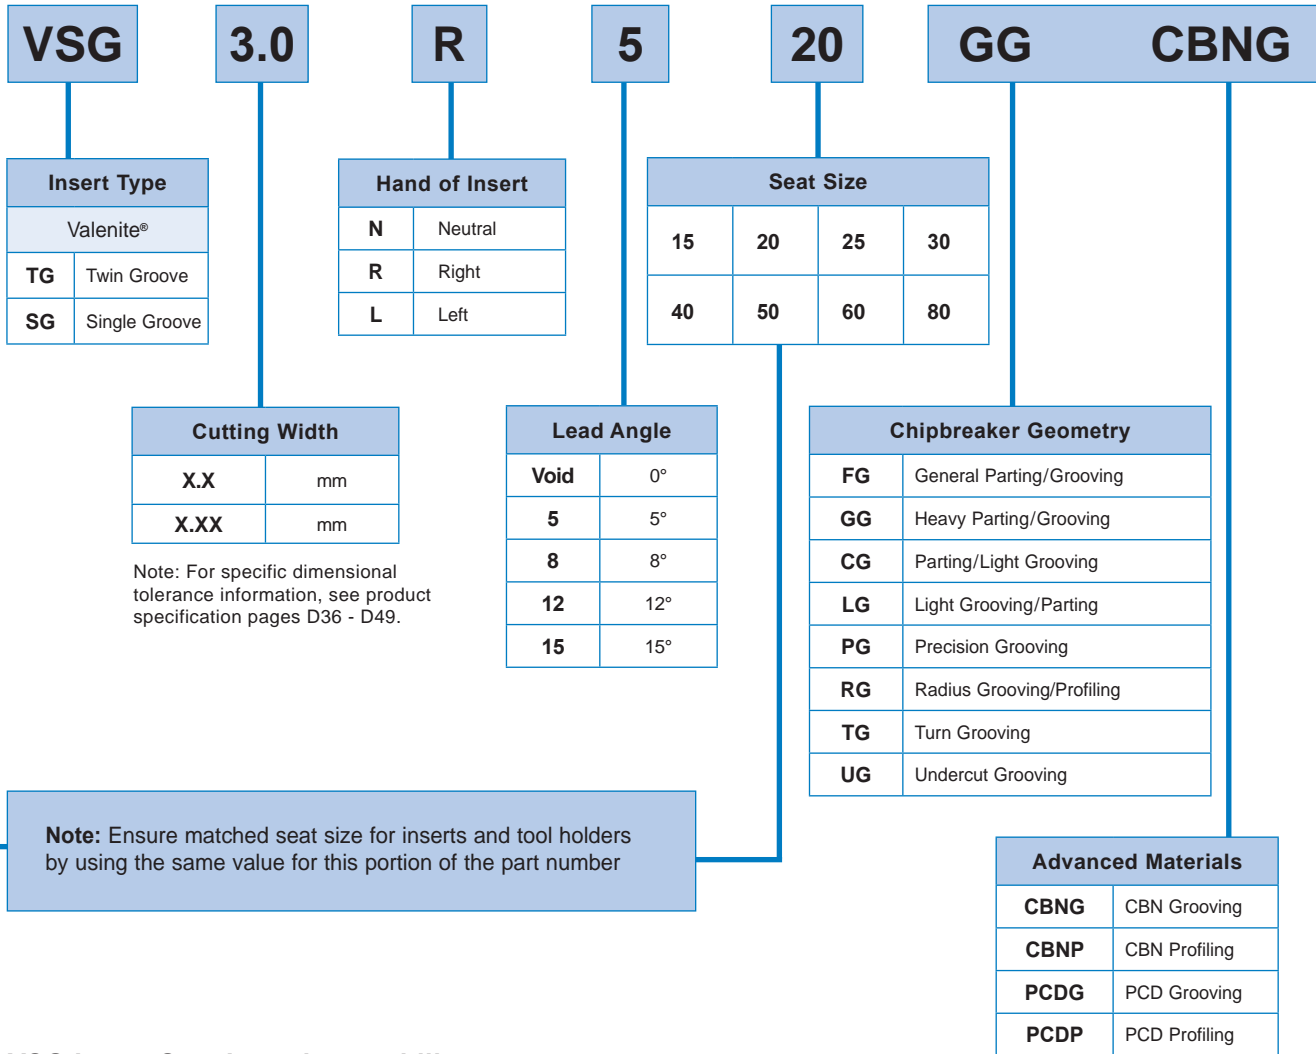 VSG 3.0 R 5 20 GG CBNG
Insert Type
Valenite®
TG Twin Groove
SG Single Groove
Hand of Insert
N Neutral
R Right
L Left
Seat Size
15 20 25 30
40 50 60 80
Cutting Width
X.X mm
X.XX mm
Note: For specific dimensional
tolerance information, see product
specification pages D36 - D49.
Lead Angle
Void 0°
5 5°
8 8°
12 12°
15 15°
Chipbreaker Geometry
FG General Parting/Grooving
GG Heavy Parting/Grooving
CG Parting/Light Grooving
LG Light Grooving/Parting
PG Precision Grooving
RG Radius Grooving/Profiling
TG Turn Grooving
UG Undercut Grooving
Note: Ensure matched seat size for inserts and tool holders
by using the same value for this portion of the part number
Advanced Materials
CBNG CBN Grooving
CBNP CBN Profiling
PCDG PCD Grooving
PCDP PCD Profiling